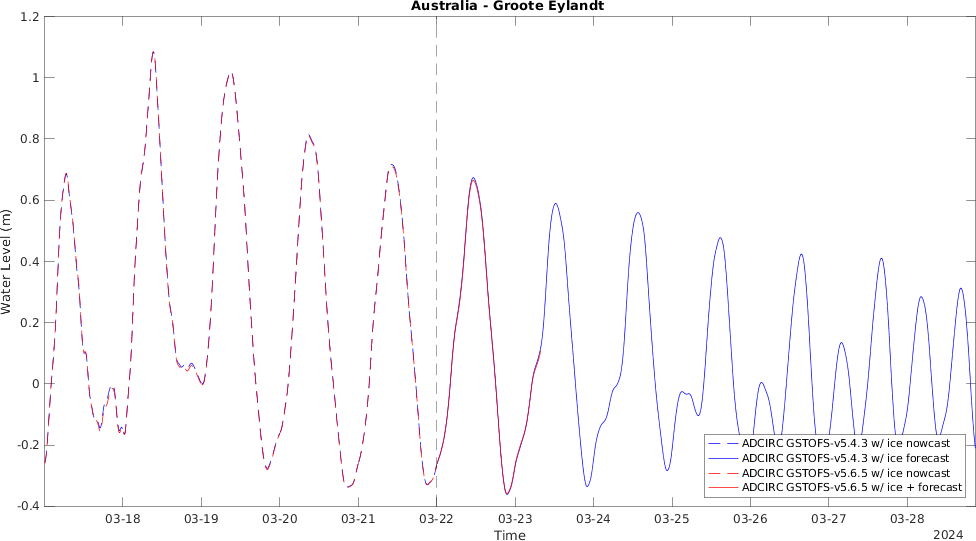 Australia - Groote Eylandt
1.2
1
0.8
0.6
0.4
0.2
0
-0.2
-0.4
Water Level (m)
ADCIRC GSTOFS-v5.4.3 w/ ice nowcast
ADCIRC GSTOFS-v5.4.3 w/ ice forecast
ADCIRC GSTOFS-v5.6.5 w/ ice nowcast
ADCIRC GSTOFS-v5.6.5 w/ ice + forecast
03-18 03-19 03-20 03-21 03-22 03-23 03-24 03-25 03-26 03-27 03-28
Time
2024